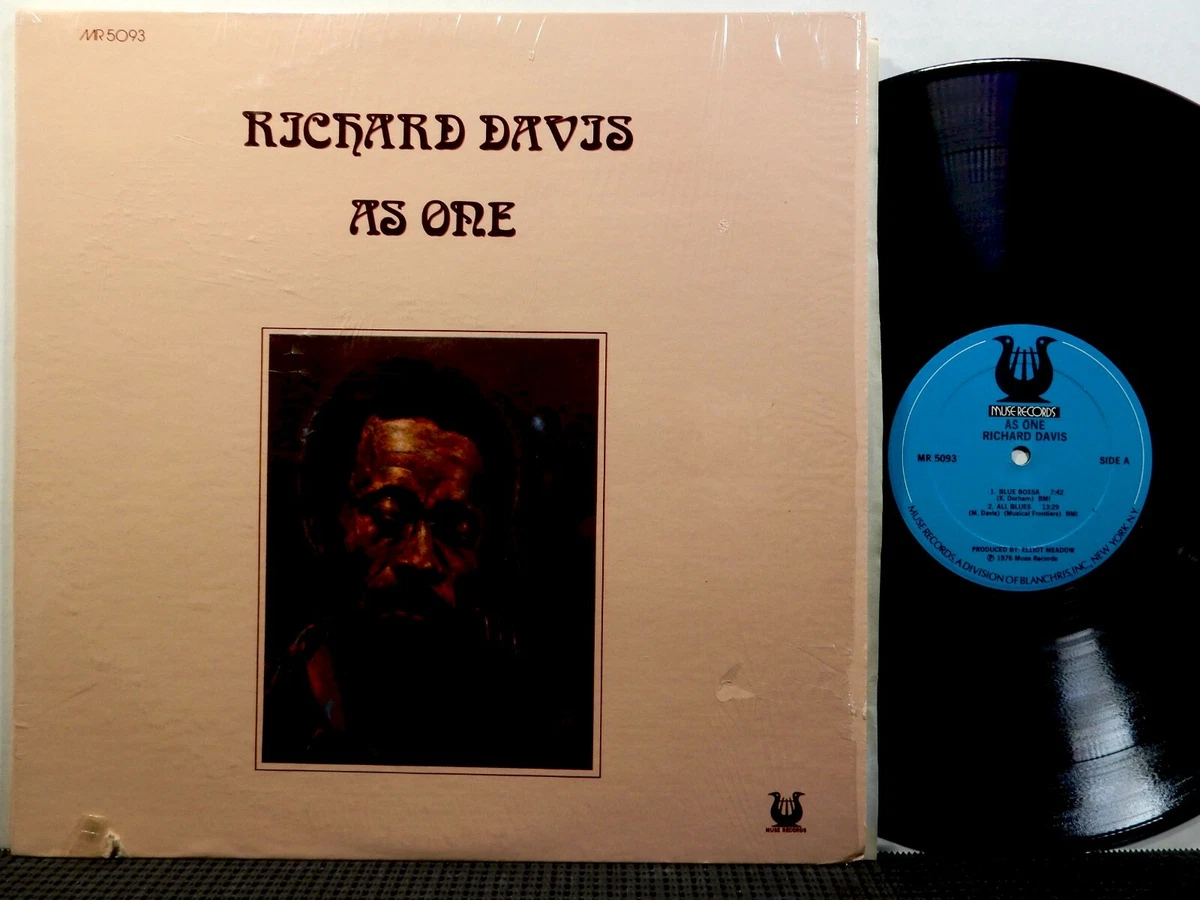 MR 5093
RICHARD DAVIS
AS ONE
MUSE RECORDS
MUSE RECORDS
AS ONE
RICHARD DAVIS
MR 5093
SIDE A
1. BLUE BOSSA 7:42
(K. Dorham) BMI
2. ALL BLUES 13:29
(M. Davis) (Musical Frontiers) BMI
PRODUCED BY: ELLIOT MEADOW
℗ 1976 Muse Records
MUSE RECORDS, A DIVISION OF BLANCHRIS, INC., NEW YORK N.Y.